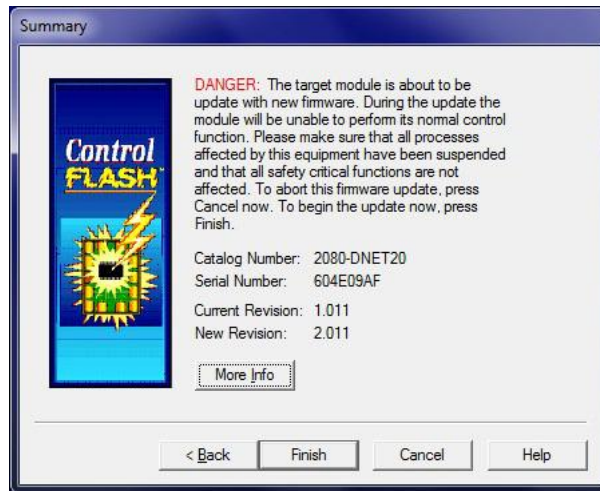 Summary
Control
FLASH
DANGER: The target module is about to be
update with new firmware. During the update the
module will be unable to perform its normal control
function. Please make sure that all processes
affected by this equipment have been suspended
and that all safety critical functions are not
affected. To abort this firmware update, press
Cancel now. To begin the update now, press
Finish.
Catalog Number: 2080-DNET20
Serial Number: 604E09AF
Current Revision: 1.011
New Revision: 2.011
More Info
< Back Finish Cancel Help